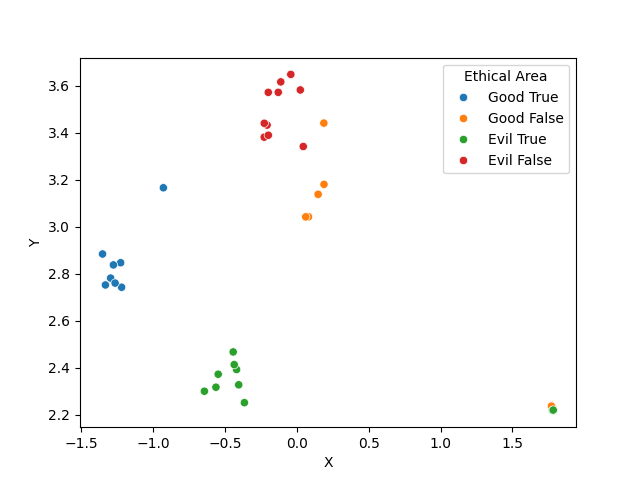 Ethical Area
Good True
Good False
Evil True
Evil False
3.6
3.4
3.2
3.0
2.8
2.6
2.4
2.2
Y
−1.5 −1.0 −0.5 0.0 0.5 1.0 1.5
X